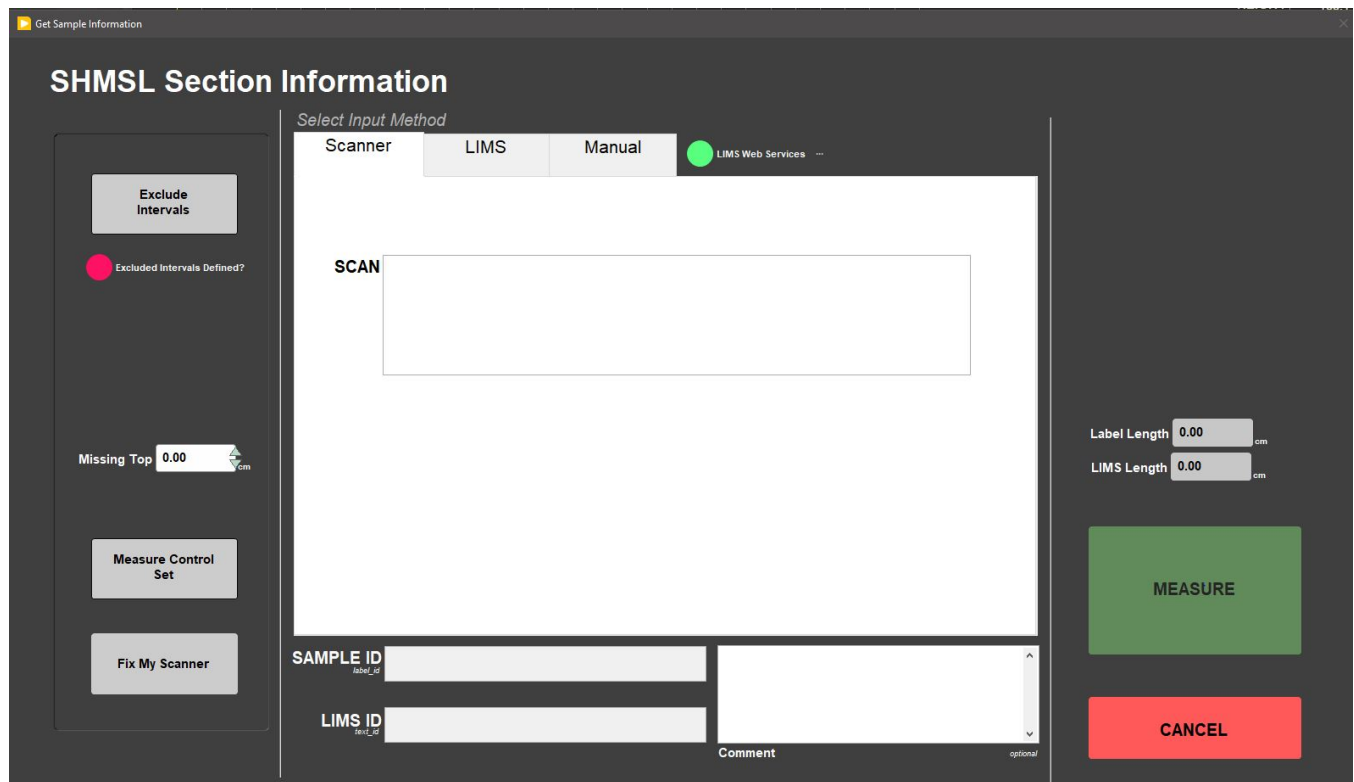 Get Sample Information
SHMSL Section Information
Select Input Method
Scanner
LIMS
Manual
LIMS Web Services ...
Exclude
Intervals
Excluded Intervals Defined?
SCAN
Missing Top 0.00 cm
Label Length 0.00 cm
LIMS Length 0.00 cm
Measure Control
Set
MEASURE
Fix My Scanner
SAMPLE ID
label_id
LIMS ID
text_id
Comment
optional
CANCEL